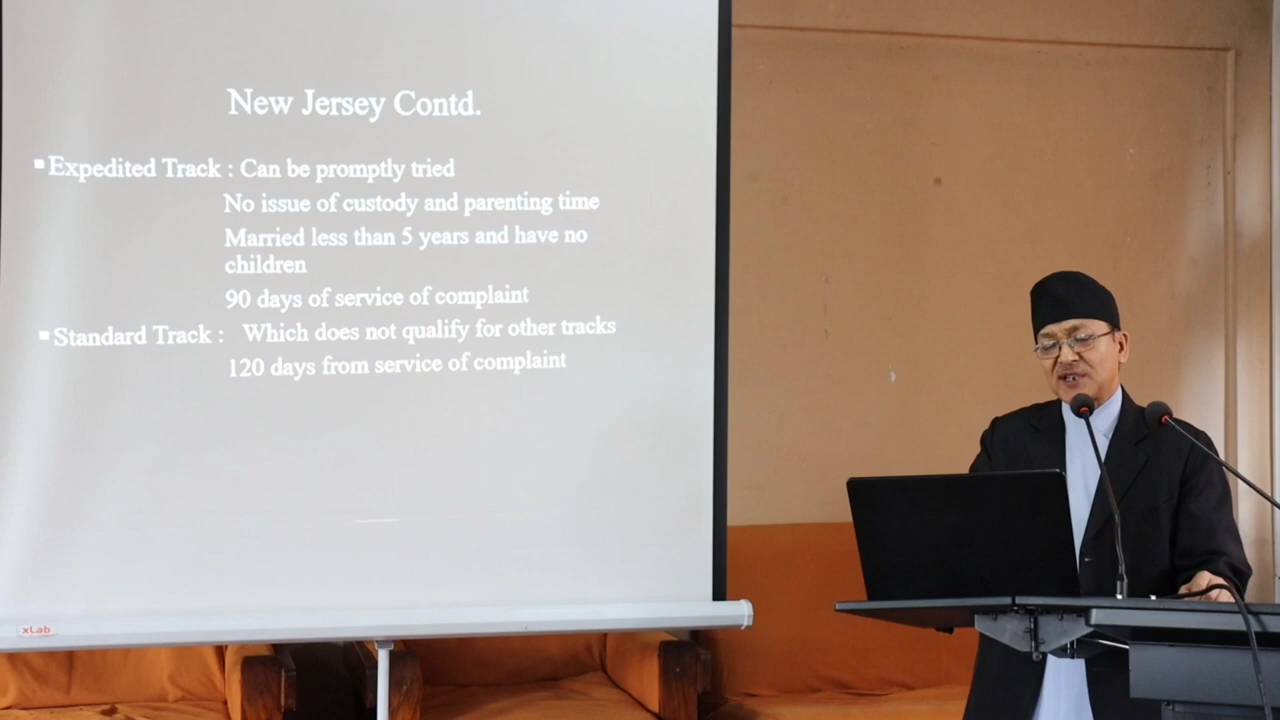 New Jersey Contd.
▪Expedited Track : Can be promptly tried
No issue of custody and parenting time
Married less than 5 years and have no
children
90 days of service of complaint
▪Standard Track : Which does not qualify for other tracks
120 days from service of complaint
xLab